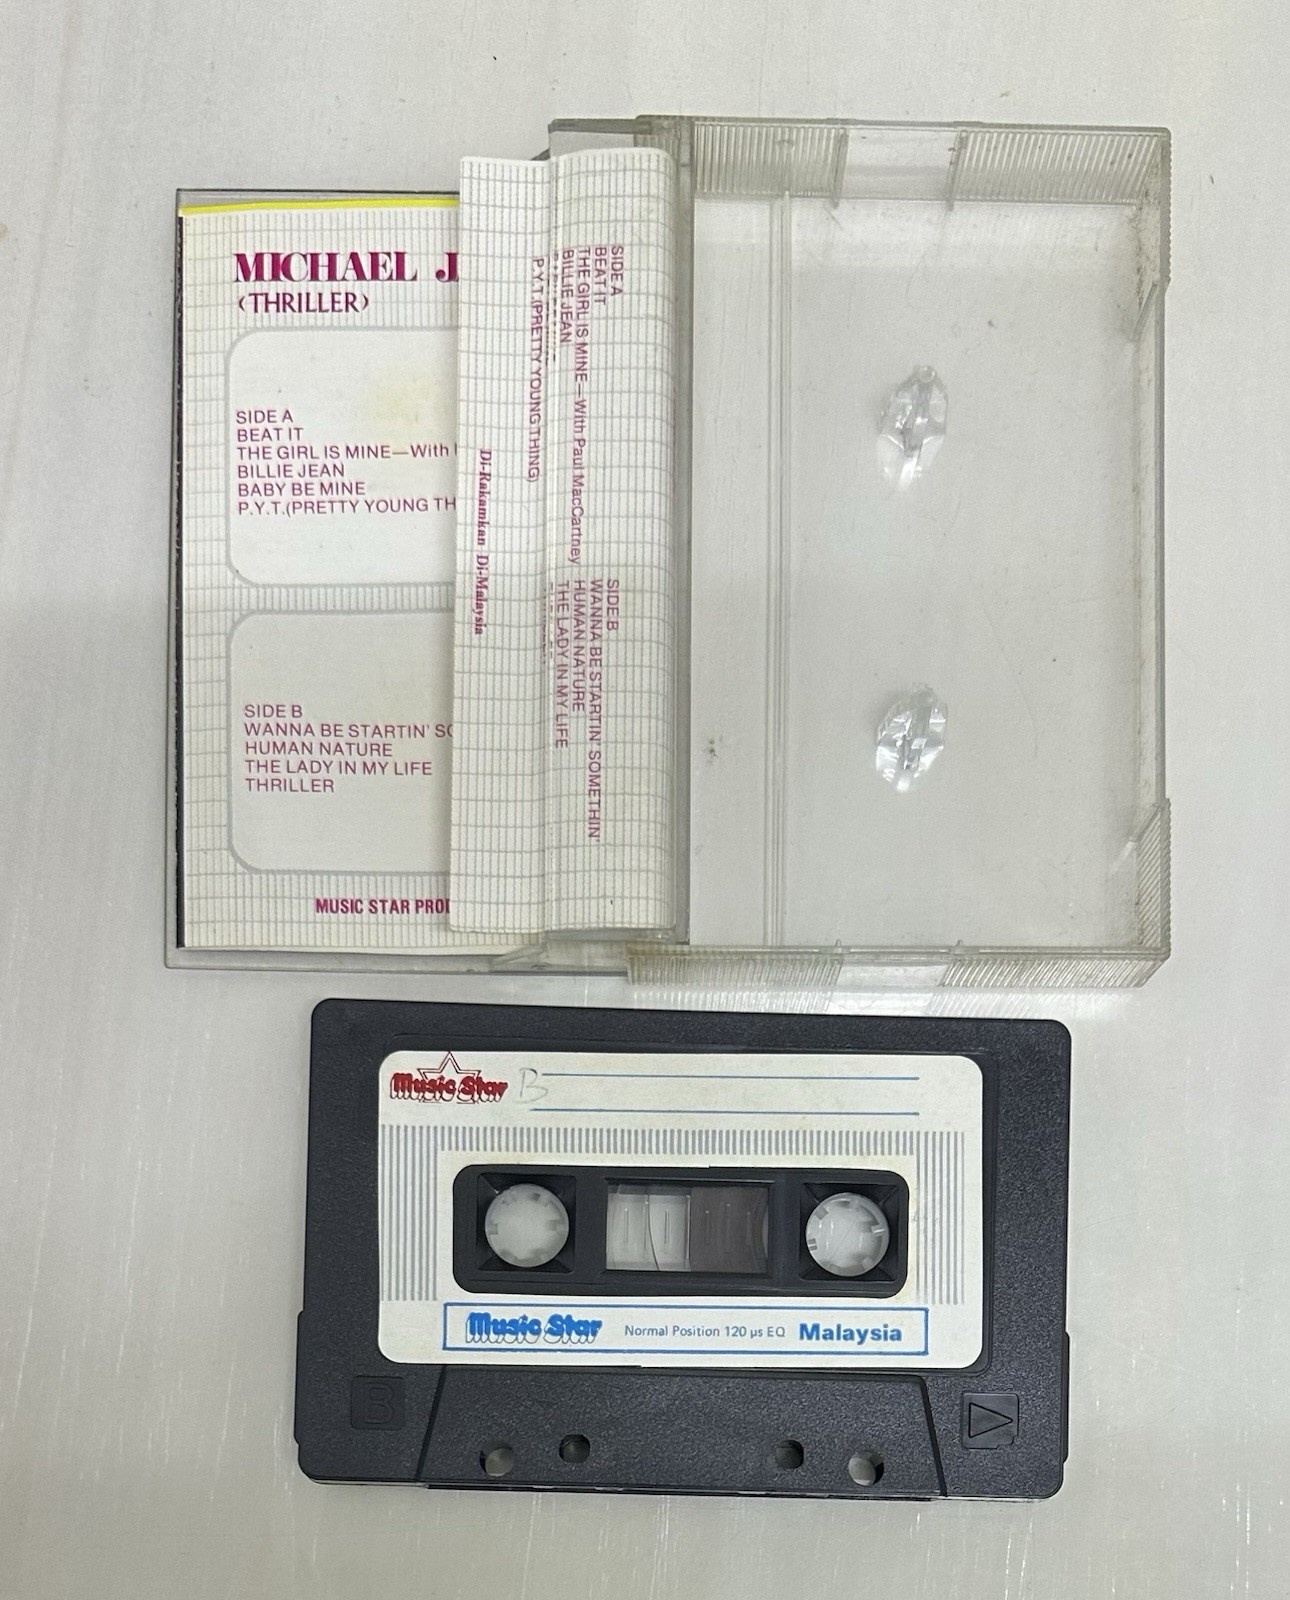 MICHAEL J
(THRILLER)
SIDE A
BEAT IT
THE GIRL IS MINE—With
BILLIE JEAN
BABY BE MINE
P.Y.T.(PRETTY YOUNG TH
SIDE B
WANNA BE STARTIN' SO
HUMAN NATURE
THE LADY IN MY LIFE
THRILLER
MUSIC STAR PROD
SIDE A
BEAT IT
THE GIRL IS MINE—With Paul MacCartney
BILLIE JEAN
P.Y.T.(PRETTY YOUNG THING)
SIDE B
WANNA BE STARTIN' SOMETHIN'
HUMAN NATURE
THE LADY IN MY LIFE
Di-Rakamkan Di-Malaysia
Music Star B
Music Star Normal Position 120 µs EQ Malaysia
B